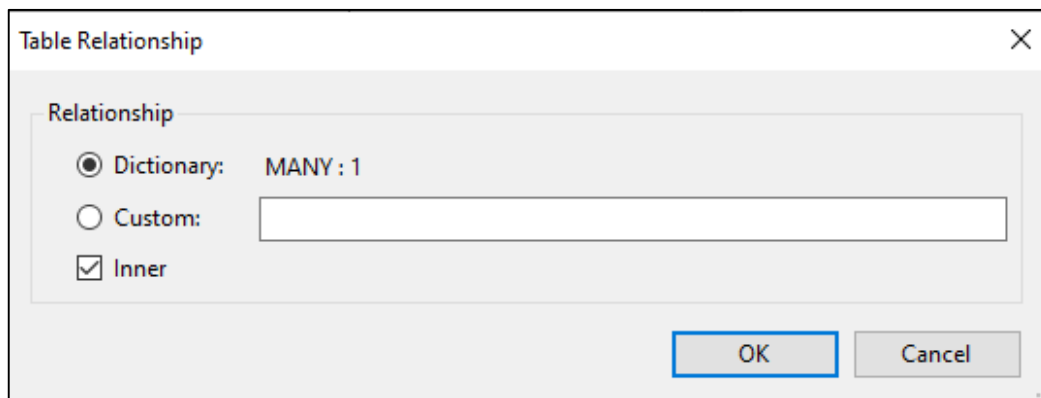 Table Relationship
Relationship
Dictionary: MANY : 1
Custom:
Inner
OK Cancel